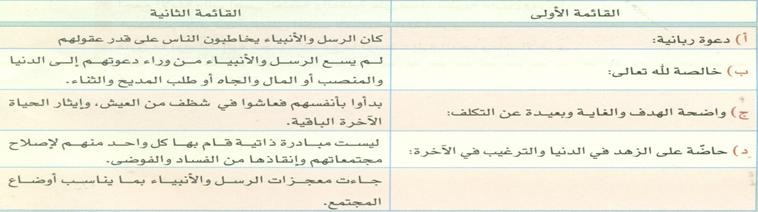 القائمة الأولى
القائمة الثانية
أ) دعوة ربانية:
كان الرسل والأنبياء يخاطبون الناس على قدر عقولهم
ب) خالصة لله تعالى:
لم يسع الرسل والأنبياء من وراء دعوتهم إلى الدنيا
والمنصب أو المال والجاه أو طلب المديح والثناء.
ج) واضحة الهدف والغاية وبعيدة عن التكلف:
بدأوا بأنفسهم فعاشوا في شظف من العيش، وإيثار الحياة
الآخرة الباقية.
د) حاضّة على الزهد في الدنيا والترغيب في الآخرة:
ليست مبادرة ذاتية قام بها كل واحد منهم لإصلاح
مجتمعاتهم وإنقاذها من الفساد والفوضى.
جاءت معجزات الرسل والأنبياء بما يناسب أوضاع
المجتمع.